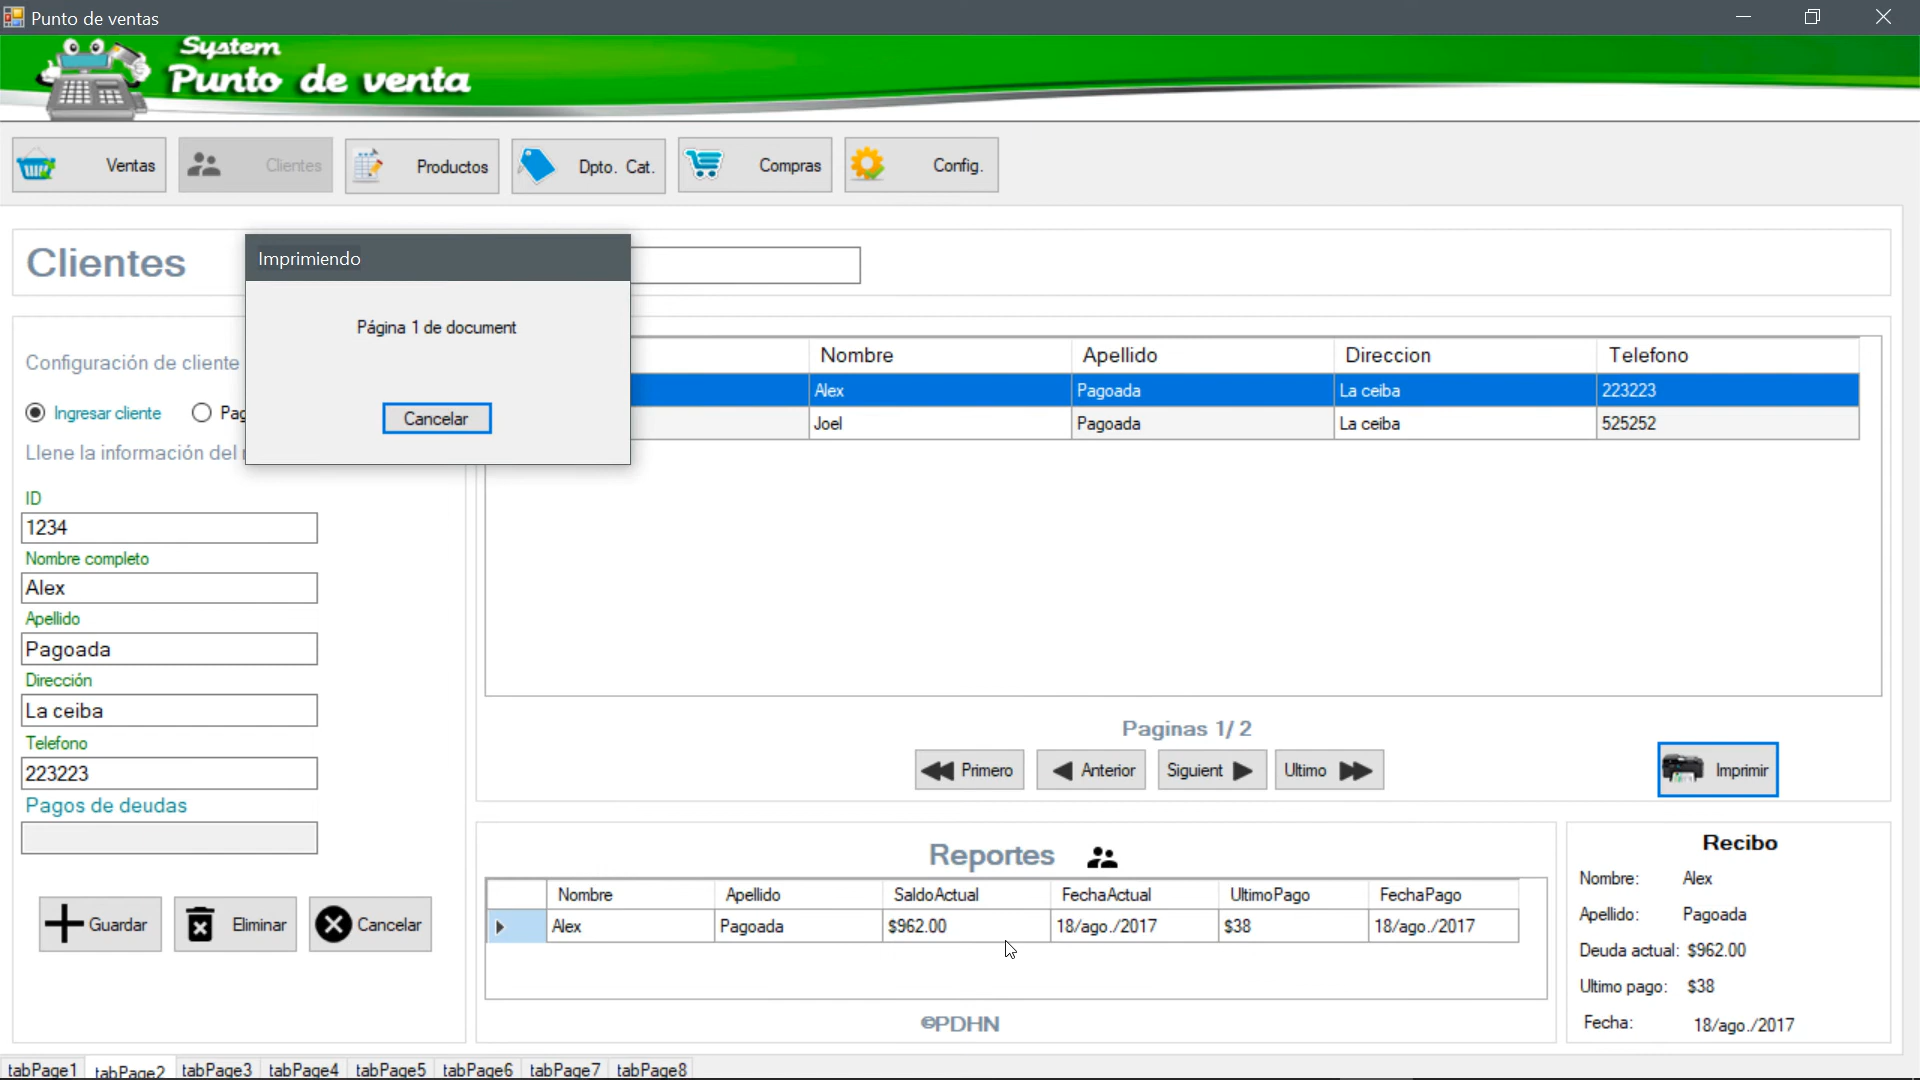 Punto de ventas
System
Punto de venta
Ventas
Clientes
Productos
Dpto. Cat.
Compras
Config.
Clientes
Imprimiendo
Página 1 de document
Cancelar
Configuración de cliente
Ingresar cliente
Pag
Llene la información del
ID
1234
Nombre completo
Alex
Apellido
Pagoada
Dirección
La ceiba
Telefono
223223
Pagos de deudas
Guardar
Eliminar
Cancelar
Nombre Apellido Direccion Telefono
Alex Pagoada La ceiba 223223
Joel Pagoada La ceiba 525252
Paginas 1/ 2
Primero
Anterior
Siguient
Ultimo
Imprimir
Reportes
Nombre Apellido SaldoActual FechaActual UltimoPago FechaPago
Alex Pagoada $962.00 18/ago./2017 $38 18/ago./2017
©PDHN
Recibo
Nombre: Alex
Apellido: Pagoada
Deuda actual: $962.00
Ultimo pago: $38
Fecha: 18/ago./2017
tabPage1 tabPage2 tabPage3 tabPage4 tabPage5 tabPage6 tabPage7 tabPage8